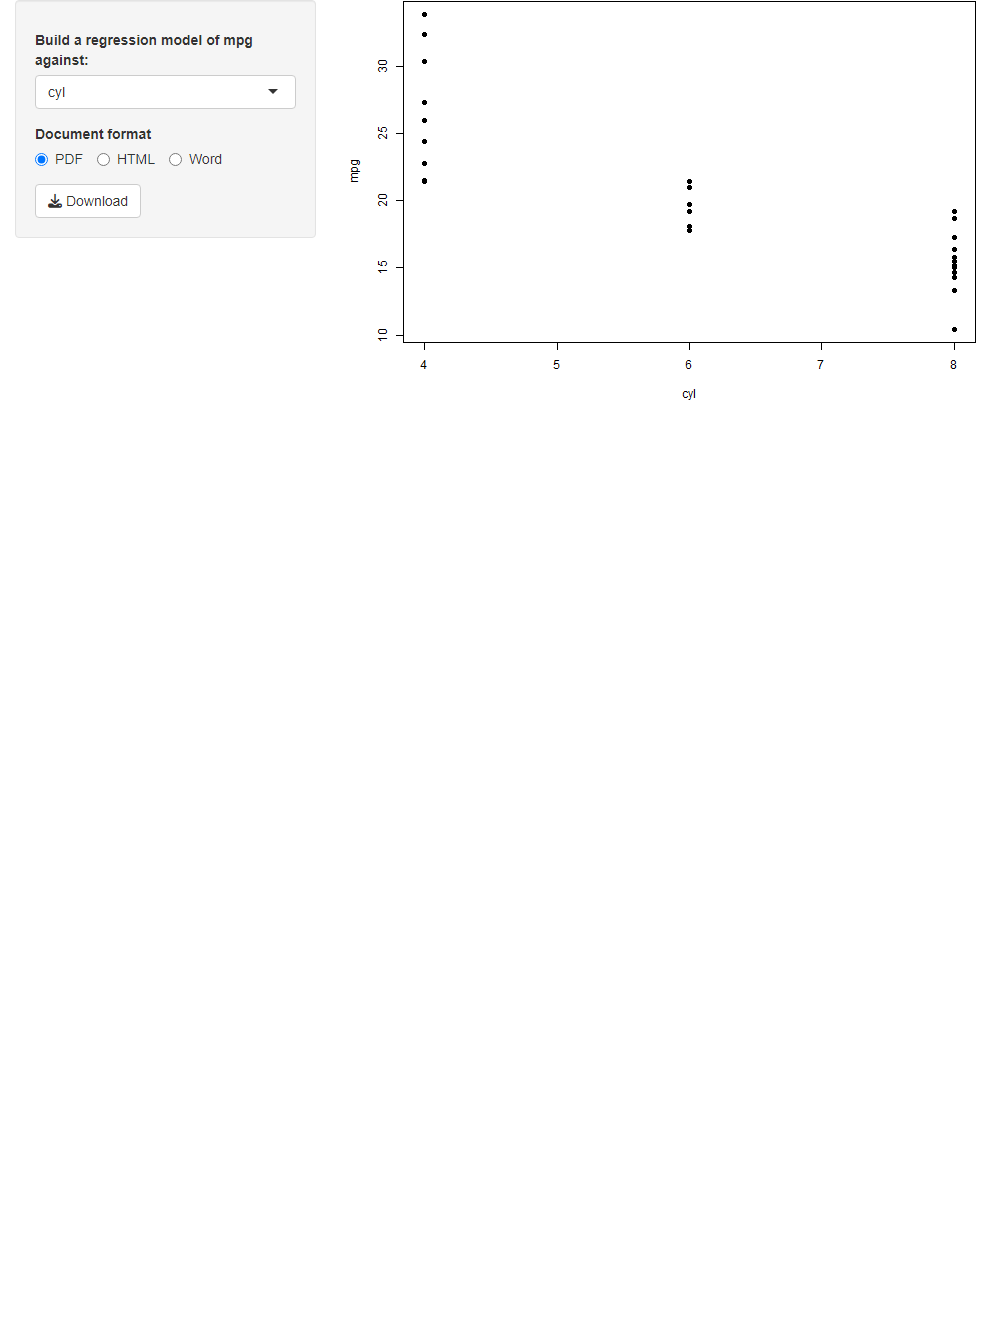 Build a regression model of mpg
against:
cyl
Document format
PDF HTML Word
Download
mpg
30
25
20
15
10
4 5 6 7 8
cyl